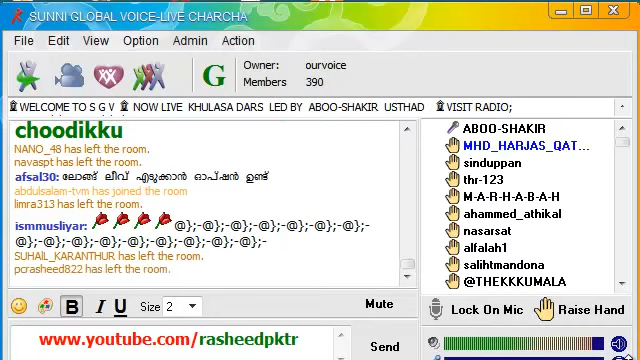 SUNNI GLOBAL VOICE-LIVE CHARCHA
File Edit View Option Admin Action
G
Owner: ourvoice
Members 390
WELCOME TO S G V NOW LIVE KHULASA DARS LED BY ABOO-SHAKIR USTHAD VISIT RADIO;
choodikku
NANO_48 has left the room.
navaspt has left the room.
afsal30: ലോങ്ങ് ലീവ് എടുക്കാൻ ഓപ്ഷൻ ഉണ്ട്
abdulsalam-tvm has joined the room
limra313 has left the room.
ismmusliyar: @};-@};-@};-@};-@};-@};-
@};-@};-@};-@};-@};-@};-@};-@};-@};-
SUHAIL_KARANTHUR has left the room.
pcrasheed822 has left the room.
ABOO-SHAKIR
MHD_HARJAS_QAT...
sinduppan
thr-123
M-A-R-H-A-B-A-H
ahammed_athikal
nasarsat
alfalah1
salihtmandona
@THEKKKUMALA
B I U Size 2 Mute
Lock On Mic Raise Hand
www.youtube.com/rasheedpktr
Send